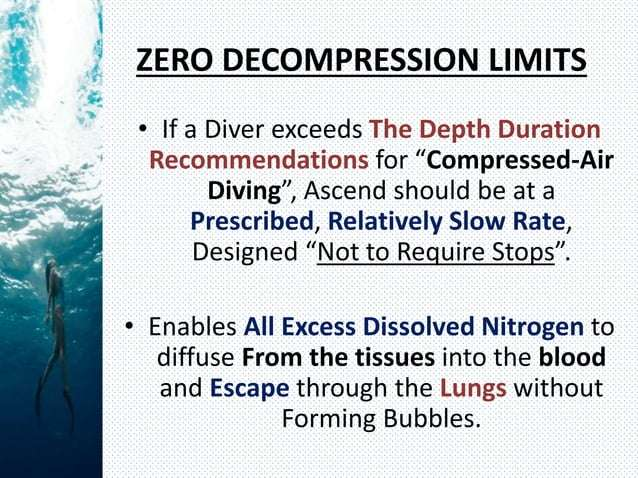 ZERO DECOMPRESSION LIMITS
• If a Diver exceeds The Depth Duration
Recommendations for “Compressed-Air
Diving”, Ascend should be at a
Prescribed, Relatively Slow Rate,
Designed “Not to Require Stops”.
• Enables All Excess Dissolved Nitrogen to
diffuse From the tissues into the blood
and Escape through the Lungs without
Forming Bubbles.